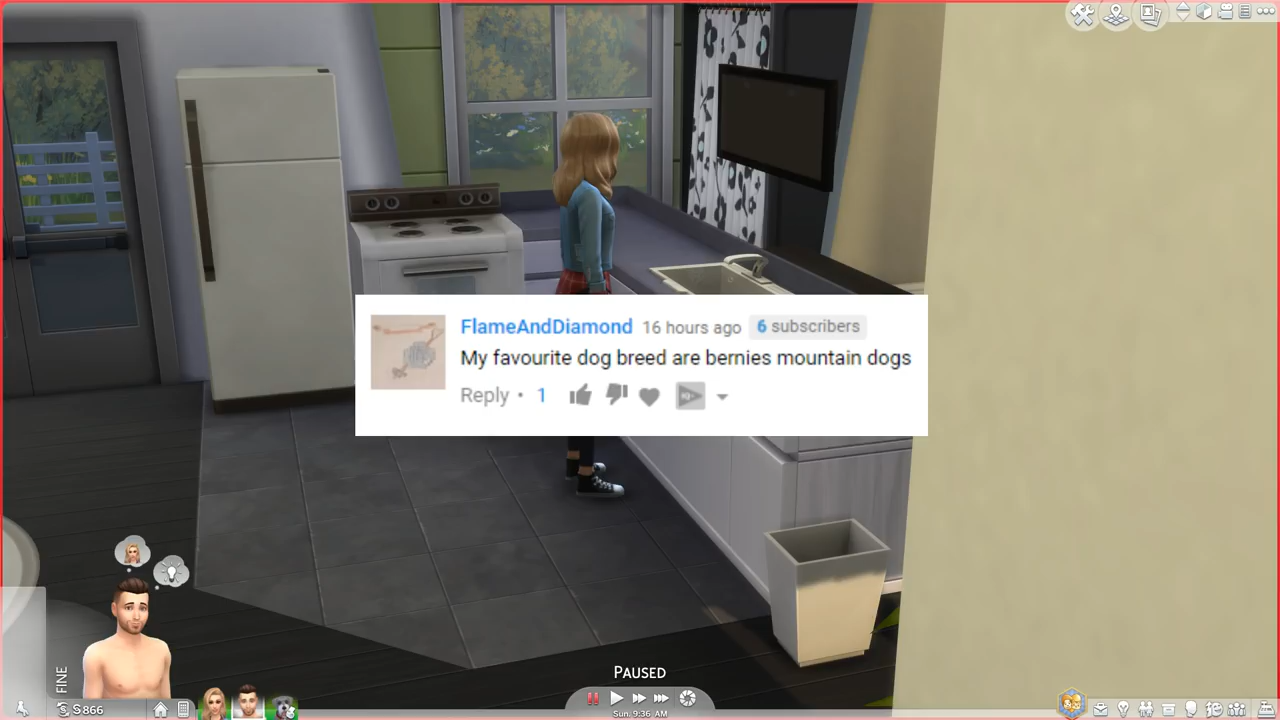 FlameAndDiamond 16 hours ago 6 subscribers
My favourite dog breed are bernies mountain dogs
Reply • 1
PAUSED
FINE
S866
Sun. 9:36 AM